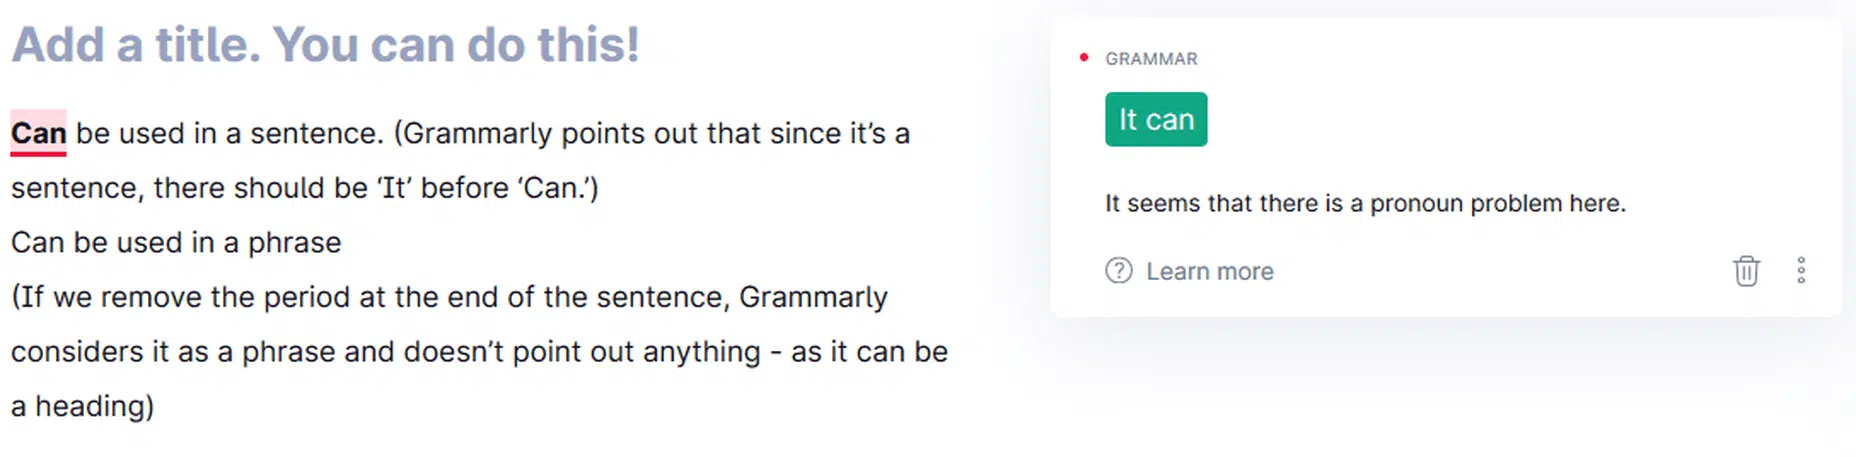 Add a title. You can do this!
Can be used in a sentence. (Grammarly points out that since it’s a
sentence, there should be ‘It’ before ‘Can.’)
Can be used in a phrase
(If we remove the period at the end of the sentence, Grammarly
considers it as a phrase and doesn’t point out anything - as it can be
a heading)
GRAMMAR
It can
It seems that there is a pronoun problem here.
Learn more